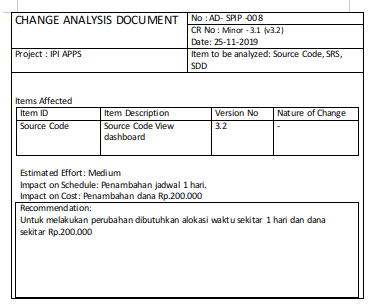 CHANGE ANALYSIS DOCUMENT
No : AD- SPIP -008
CR No : Minor - 3.1 (v3.2)
Date: 25-11-2019
Project : IPI APPS
Item to be analyzed: Source Code, SRS,
SDD
Items Affected
Item ID Item Description Version No Nature of Change
Source Code Source Code View 3.2 -
dashboard
Estimated Effort: Medium
Impact on Schedule: Penambahan jadwal 1 hari.
Impact on Cost: Penambahan dana Rp.200.000
Recommendation:
Untuk melakukan perubahan dibutuhkan alokasi waktu sekitar 1 hari dan dana
sekitar Rp.200.000